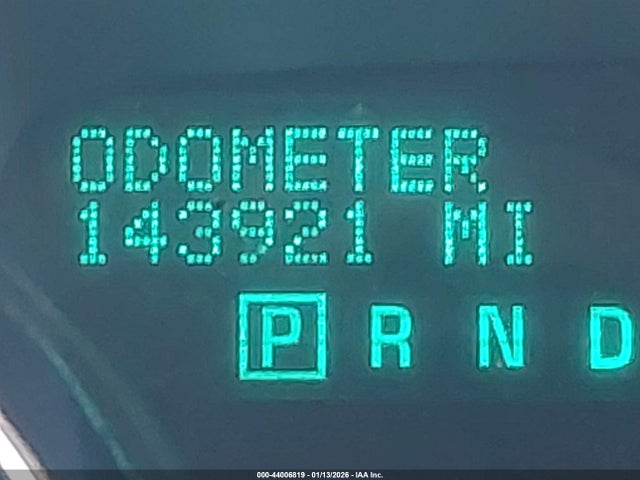 ODOMETER
143921 MI
P R N D
000-44006819 - 01/13/2026 - IAA Inc.